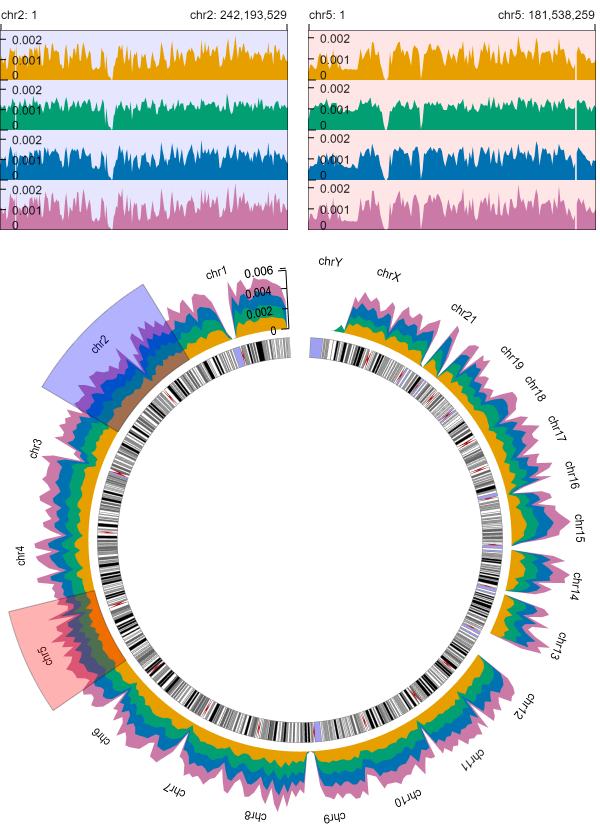 chr2: 1 chr2: 242,193,529 chr5: 1 chr5: 181,538,259
0.002 0.002
0.001 0.001
0 0
0.002 0.002
0.001 0.001
0 0
0.002 0.002
0.001 0.001
0 0
0.002 0.002
0.001 0.001
0 0
chr1
0.006
0.004
0.002
0
chrY
chrX
chr21
chr19
chr18
chr17
chr16
chr15
chr14
chr13
chr12
chr11
chr10
chr9
chr8
chr7
chr6
chr5
chr4
chr3
chr2